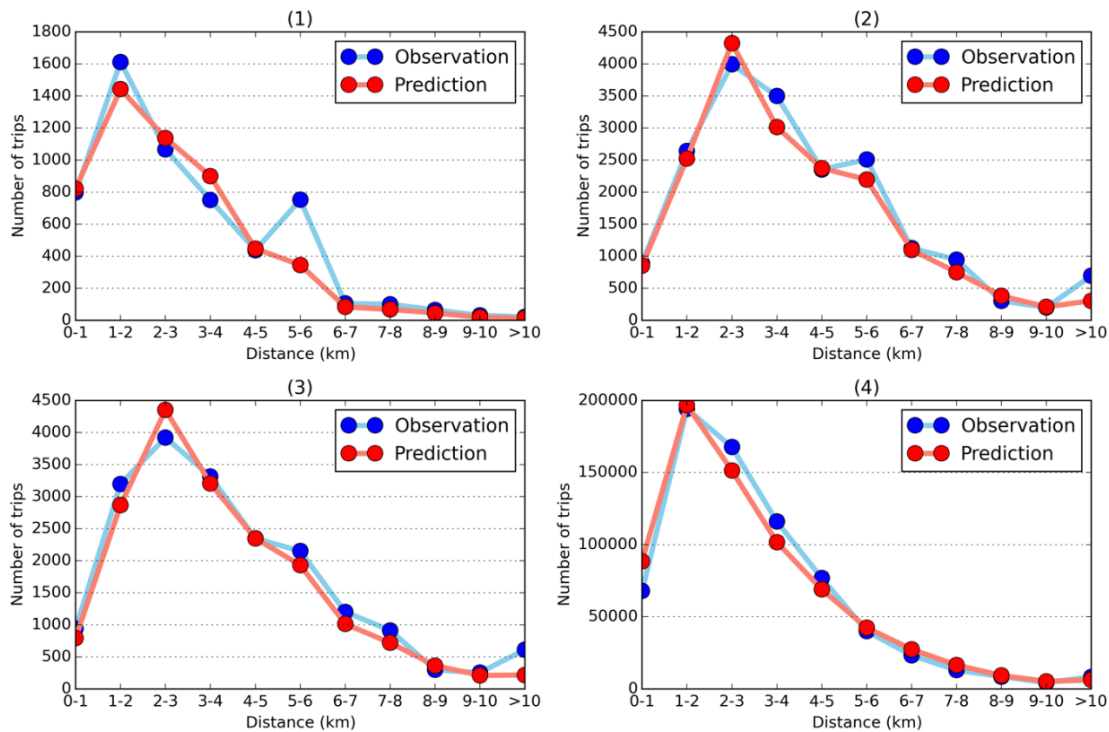 (1)
1800
1600
1400
1200
1000
800
600
400
200
0
Number of trips
Observation
Prediction
0-1 1-2 2-3 3-4 4-5 5-6 6-7 7-8 8-9 9-10 >10
Distance (km)
(2)
4500
4000
3500
3000
2500
2000
1500
1000
500
0
Number of trips
Observation
Prediction
0-1 1-2 2-3 3-4 4-5 5-6 6-7 7-8 8-9 9-10 >10
Distance (km)
(3)
4500
4000
3500
3000
2500
2000
1500
1000
500
0
Number of trips
Observation
Prediction
0-1 1-2 2-3 3-4 4-5 5-6 6-7 7-8 8-9 9-10 >10
Distance (km)
(4)
200000
150000
100000
50000
0
Number of trips
Observation
Prediction
0-1 1-2 2-3 3-4 4-5 5-6 6-7 7-8 8-9 9-10 >10
Distance (km)